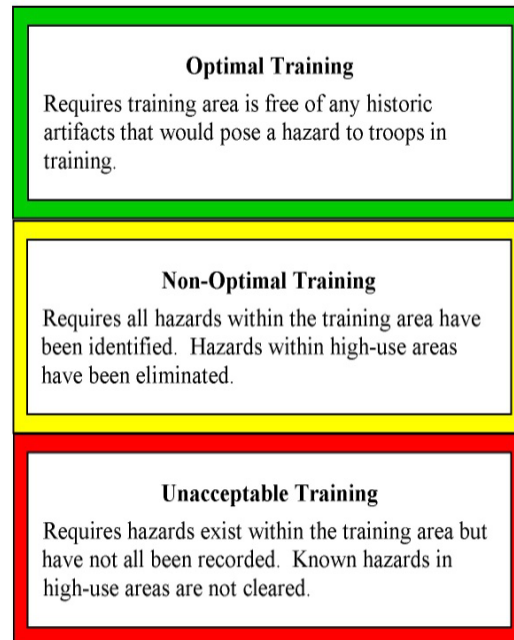 Optimal Training
Requires training area is free of any historic
artifacts that would pose a hazard to troops in
training.
Non-Optimal Training
Requires all hazards within the training area have
been identified.  Hazards within high-use areas
have been eliminated.
Unacceptable Training
Requires hazards exist within the training area but
have not all been recorded.  Known hazards in
high-use areas are not cleared.